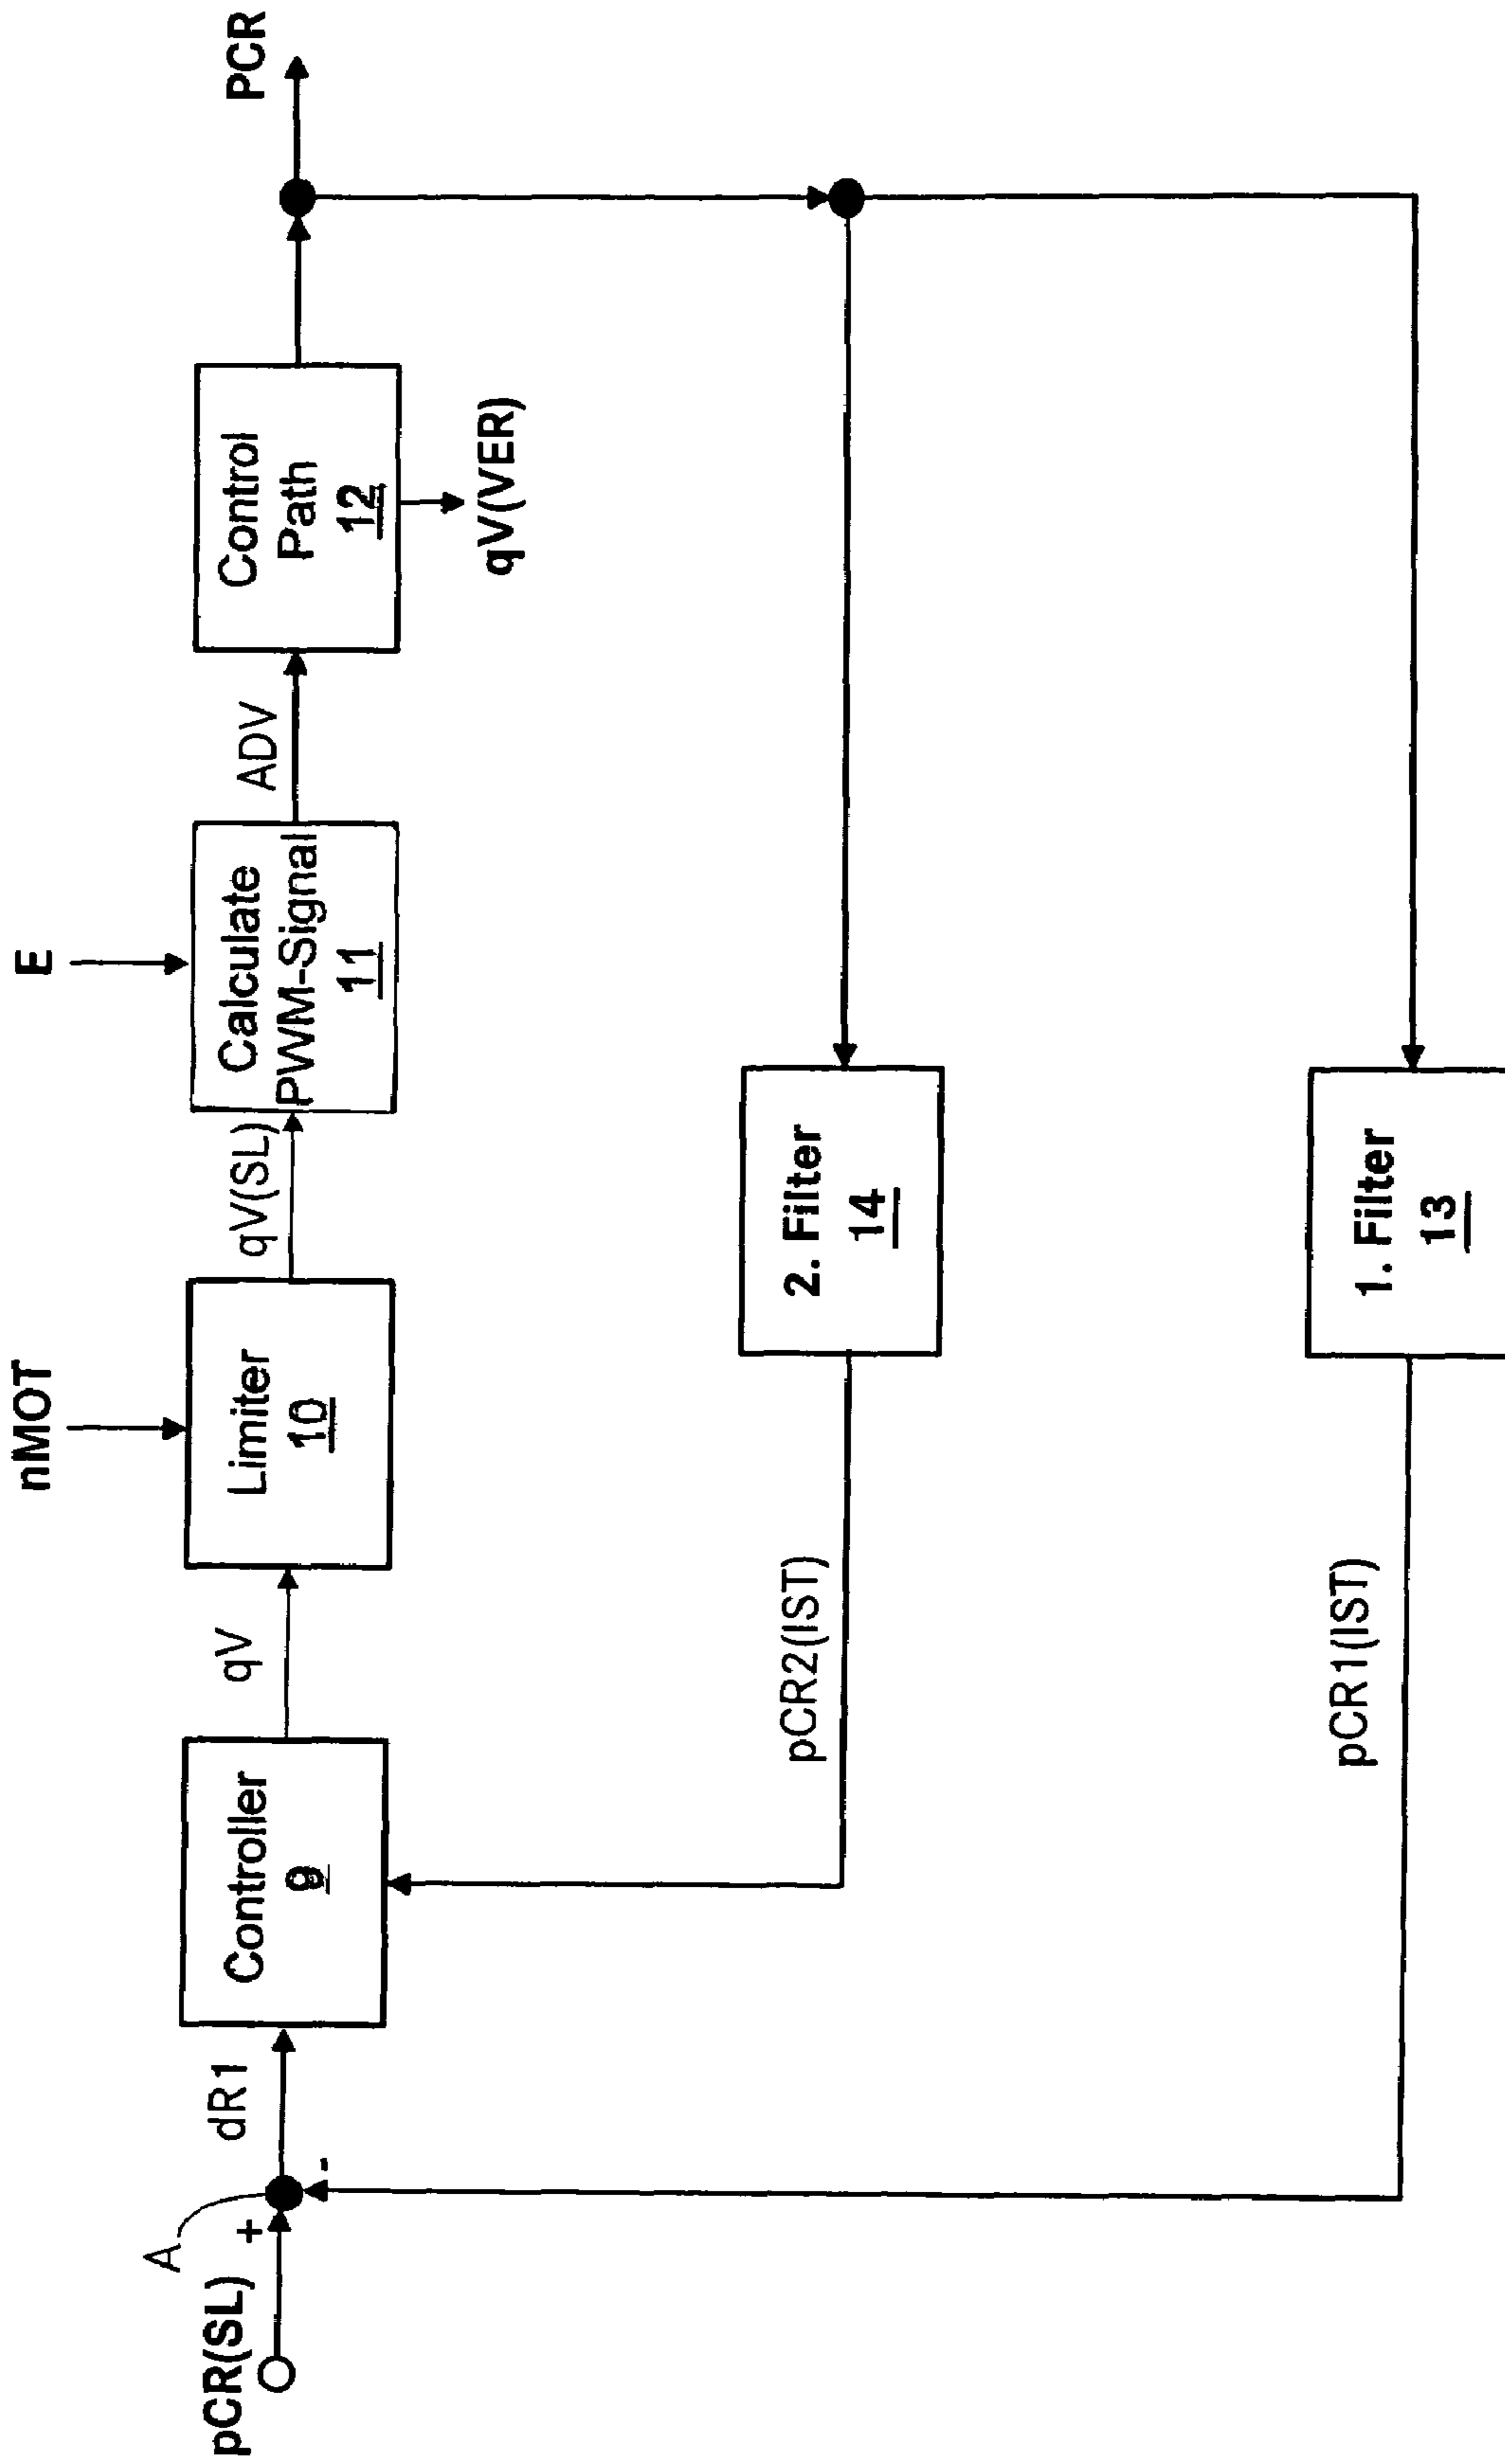 nMOT
E
pCR(SL)
+
A
-
dR1
Controller
9
qV
Limiter
10
qV(SL)
Calculate
PWM-Signal
11
ADV
Control
Path
12
qV(VER)
PCR
pCR2(IST)
2. Filter
14
pCR1(IST)
1. Filter
13